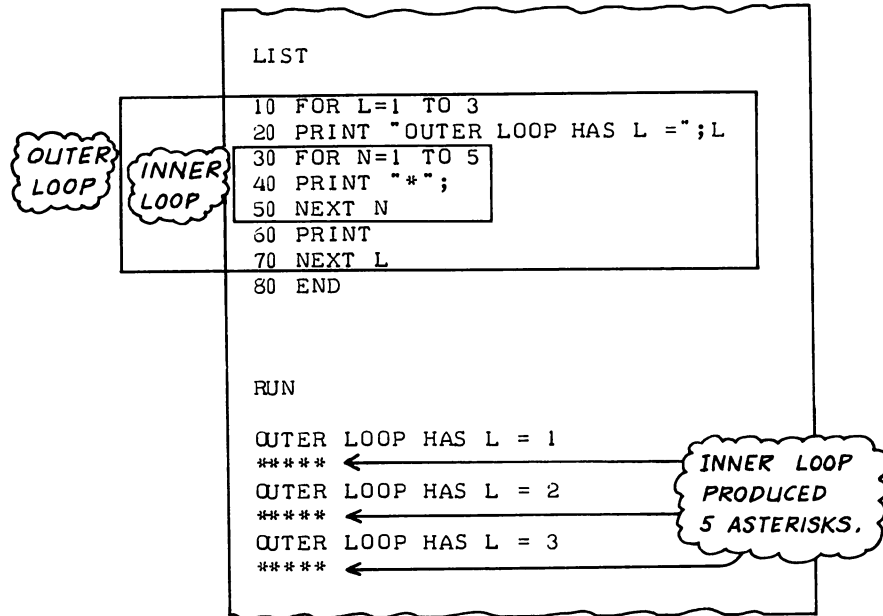 LIST
10 FOR L=1 TO 3
20 PRINT "OUTER LOOP HAS L =";L
30 FOR N=1 TO 5
40 PRINT "*";
50 NEXT N
60 PRINT
70 NEXT L
80 END
OUTER
LOOP
INNER
LOOP
RUN
OUTER LOOP HAS L = 1
*****
OUTER LOOP HAS L = 2
*****
OUTER LOOP HAS L = 3
*****
INNER LOOP
PRODUCED
5 ASTERISKS.